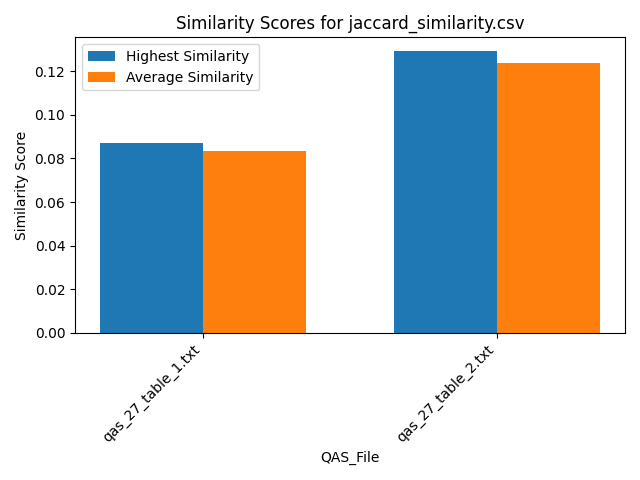 Similarity Scores for jaccard_similarity.csv
Highest Similarity
Average Similarity
Similarity Score
0.12
0.10
0.08
0.06
0.04
0.02
0.00
qas_27_table_1.txt
qas_27_table_2.txt
QAS_File